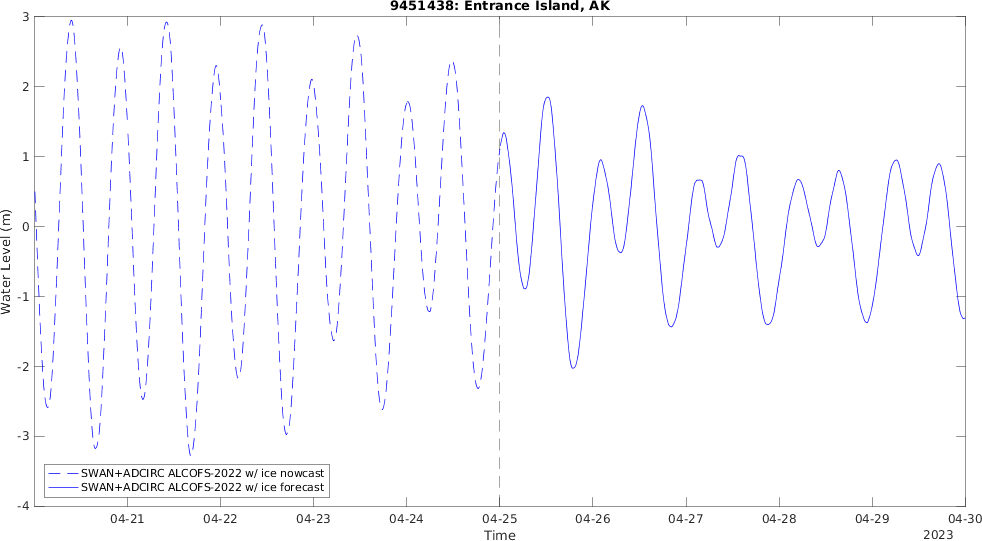 9451438: Entrance Island, AK
3
2
1
0
-1
-2
-3
-4
Water Level (m)
SWAN+ADCIRC ALCOFS-2022 w/ ice nowcast
SWAN+ADCIRC ALCOFS-2022 w/ ice forecast
04-21 04-22 04-23 04-24 04-25 04-26 04-27 04-28 04-29 04-30
Time
2023